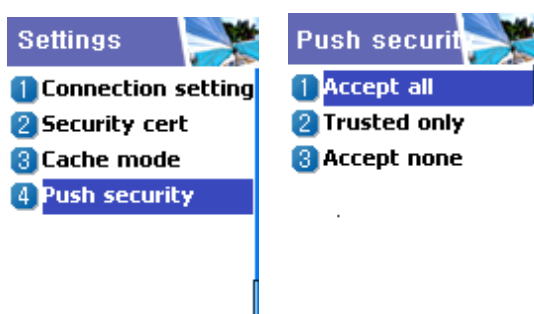 Settings
1 Connection setting
2 Security cert
3 Cache mode
4 Push security
Push securit
1 Accept all
2 Trusted only
3 Accept none